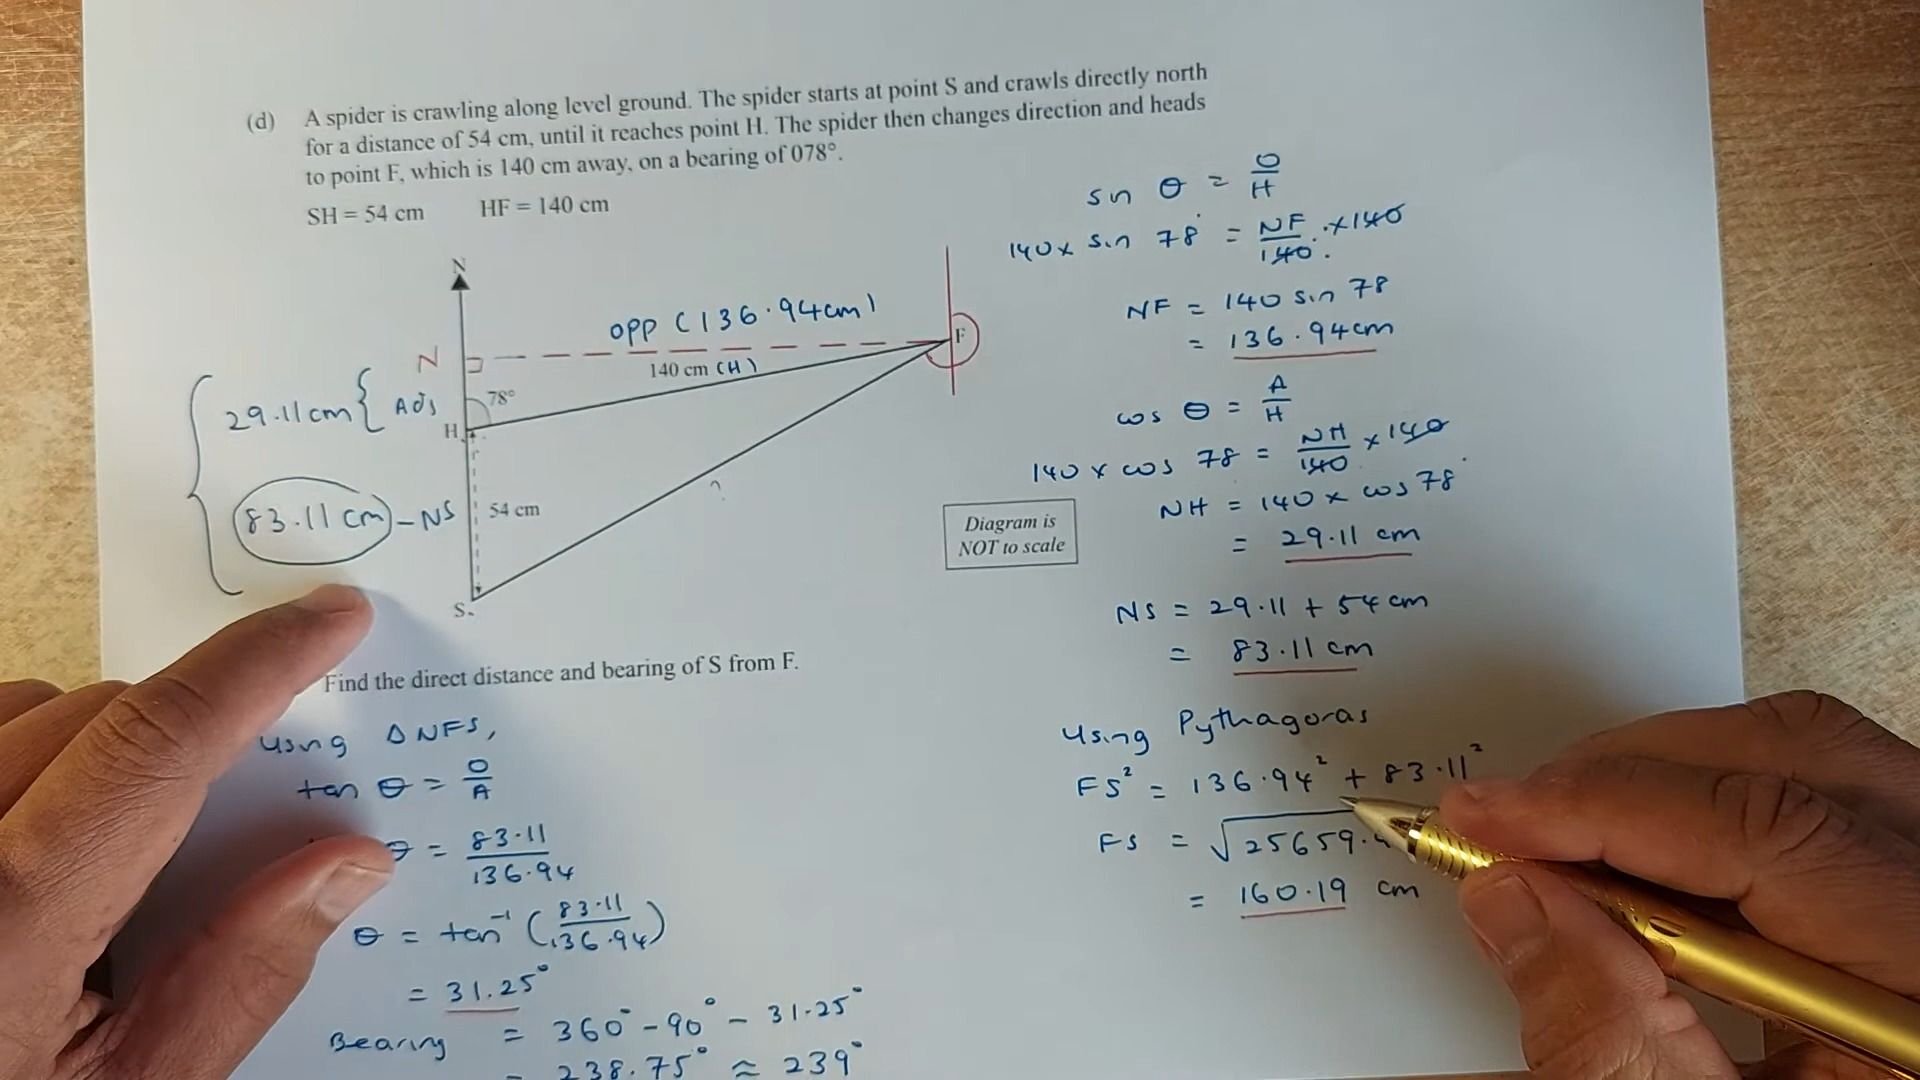 (d) A spider is crawling along level ground. The spider starts at point S and crawls directly north
for a distance of 54 cm, until it reaches point H. The spider then changes direction and heads
to point F, which is 140 cm away, on a bearing of 078°.
SH = 54 cm HF = 140 cm
N
opp (136.94cm)
N
F
140 cm (H)
29.11cm { Adj
78°
H
83.11 cm - NS
54 cm
?
S
Diagram is
NOT to scale
Find the direct distance and bearing of S from F.
Using Δ NFS,
tan θ = O/A
θ = 83.11/136.94
θ = tan⁻¹ (83.11/136.94)
= 31.25°
Bearing = 360° - 90° - 31.25°
= 238.75° ≈ 239°
sin θ = O/H
140 x sin 78° = NF/140 . x 140
NF = 140 sin 78
= 136.94cm
cos θ = A/H
140 x cos 78 = NH/140 x 140
NH = 140 x cos 78°
= 29.11 cm
NS = 29.11 + 54 cm
= 83.11 cm
Using Pythagoras
FS² = 136.94² + 83.11²
FS = √25659.
= 160.19 cm